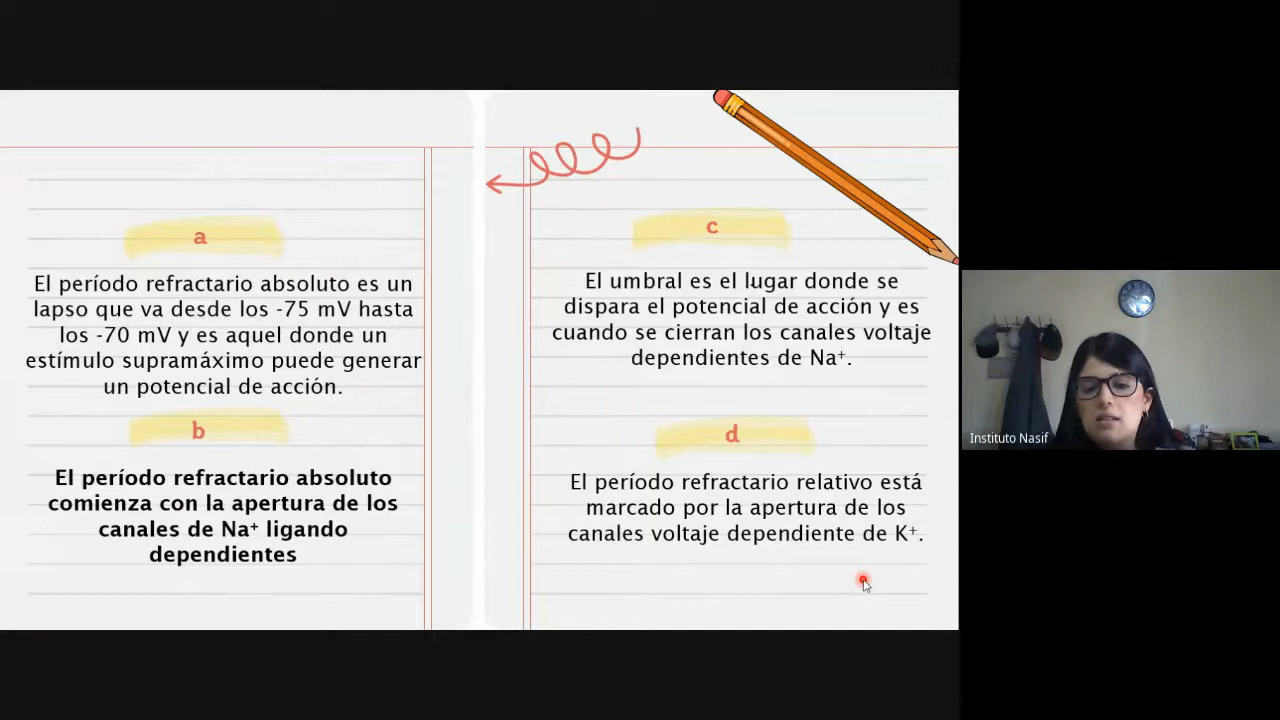 a
El período refractario absoluto es un
lapso que va desde los -75 mV hasta
los -70 mV y es aquel donde un
estímulo supramáximo puede generar
un potencial de acción.
b
El período refractario absoluto
comienza con la apertura de los
canales de Na⁺ ligando
dependientes
c
El umbral es el lugar donde se
dispara el potencial de acción y es
cuando se cierran los canales voltaje
dependientes de Na⁺.
d
El período refractario relativo está
marcado por la apertura de los
canales voltaje dependiente de K⁺.
Instituto Nasif